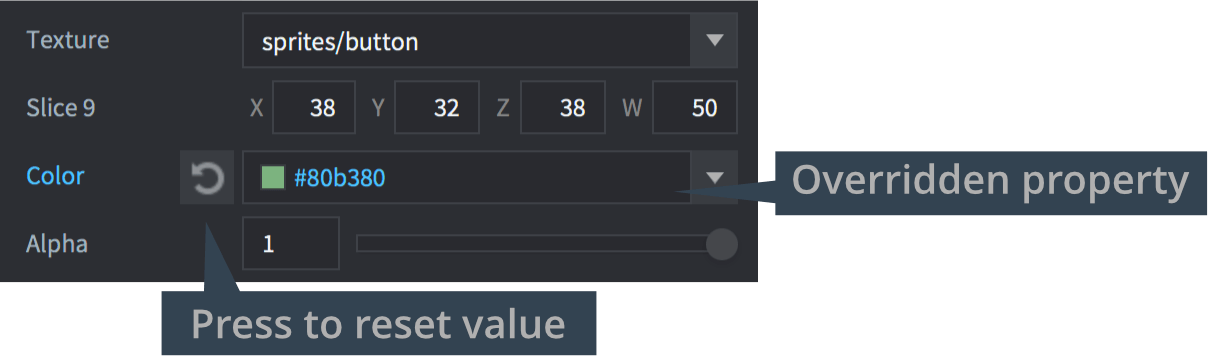 Texture sprites/button
Slice 9 X 38 Y 32 Z 38 W 50
Color #80b380
Overridden property
Alpha 1
Press to reset value